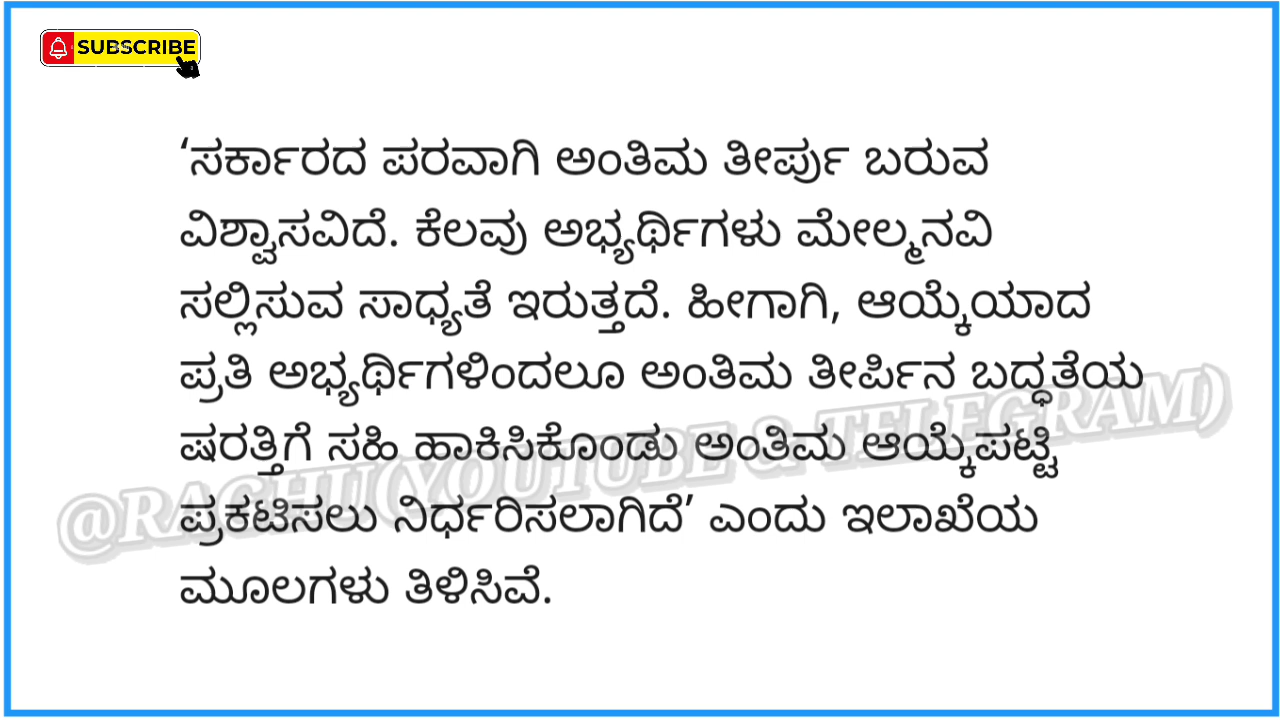 SUBSCRIBE
‘ಸರ್ಕಾರದ ಪರವಾಗಿ ಅಂತಿಮ ತೀರ್ಪು ಬರುವ
ವಿಶ್ವಾಸವಿದೆ. ಕೆಲವು ಅಭ್ಯರ್ಥಿಗಳು ಮೇಲ್ಮನವಿ
ಸಲ್ಲಿಸುವ ಸಾಧ್ಯತೆ ಇರುತ್ತದೆ. ಹೀಗಾಗಿ, ಆಯ್ಕೆಯಾದ
ಪ್ರತಿ ಅಭ್ಯರ್ಥಿಗಳಿಂದಲೂ ಅಂತಿಮ ತೀರ್ಪಿನ ಬದ್ಧತೆಯ
ಷರತ್ತಿಗೆ ಸಹಿ ಹಾಕಿಸಿಕೊಂಡು ಅಂತಿಮ ಆಯ್ಕೆಪಟ್ಟಿ
ಪ್ರಕಟಿಸಲು ನಿರ್ಧರಿಸಲಾಗಿದೆ’ ಎಂದು ಇಲಾಖೆಯ
ಮೂಲಗಳು ತಿಳಿಸಿವೆ.
@RAGHU(YOUTUBE & TELEGRAM)